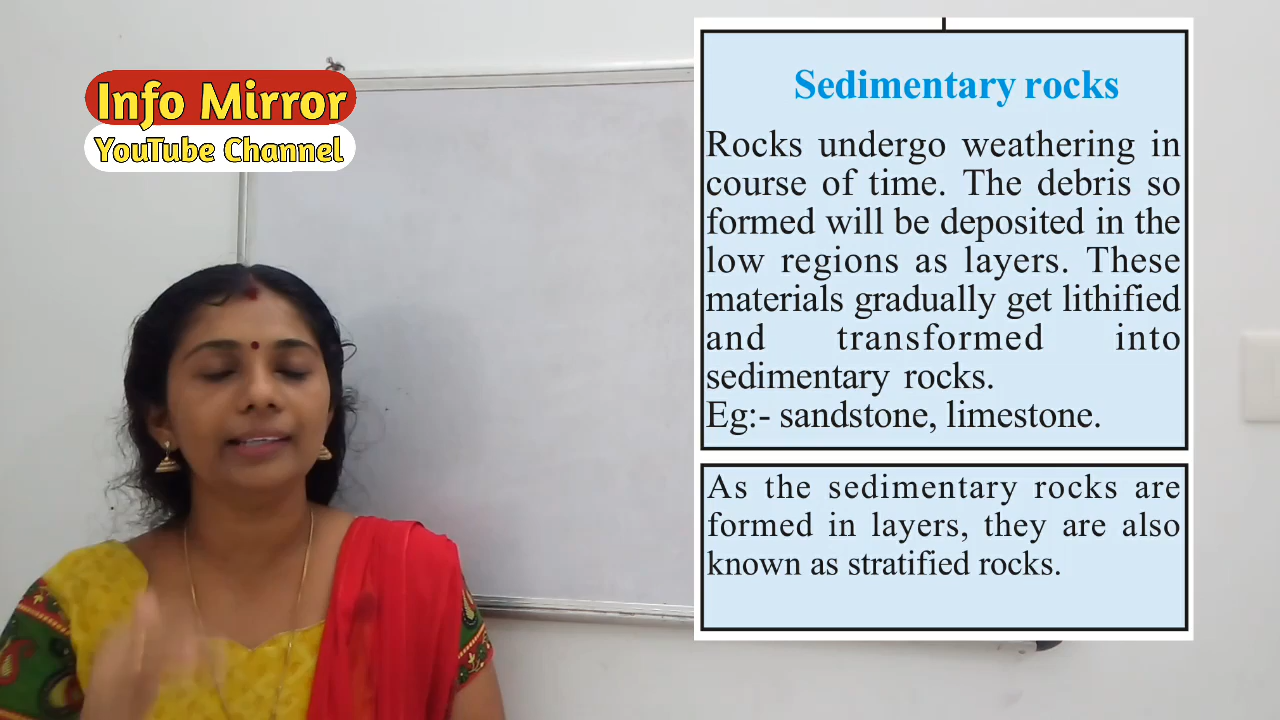 Info Mirror
YouTube Channel
Sedimentary rocks
Rocks undergo weathering in
course of time. The debris so
formed will be deposited in the
low regions as layers. These
materials gradually get lithified
and transformed into
sedimentary rocks.
Eg:- sandstone, limestone.
As the sedimentary rocks are
formed in layers, they are also
known as stratified rocks.